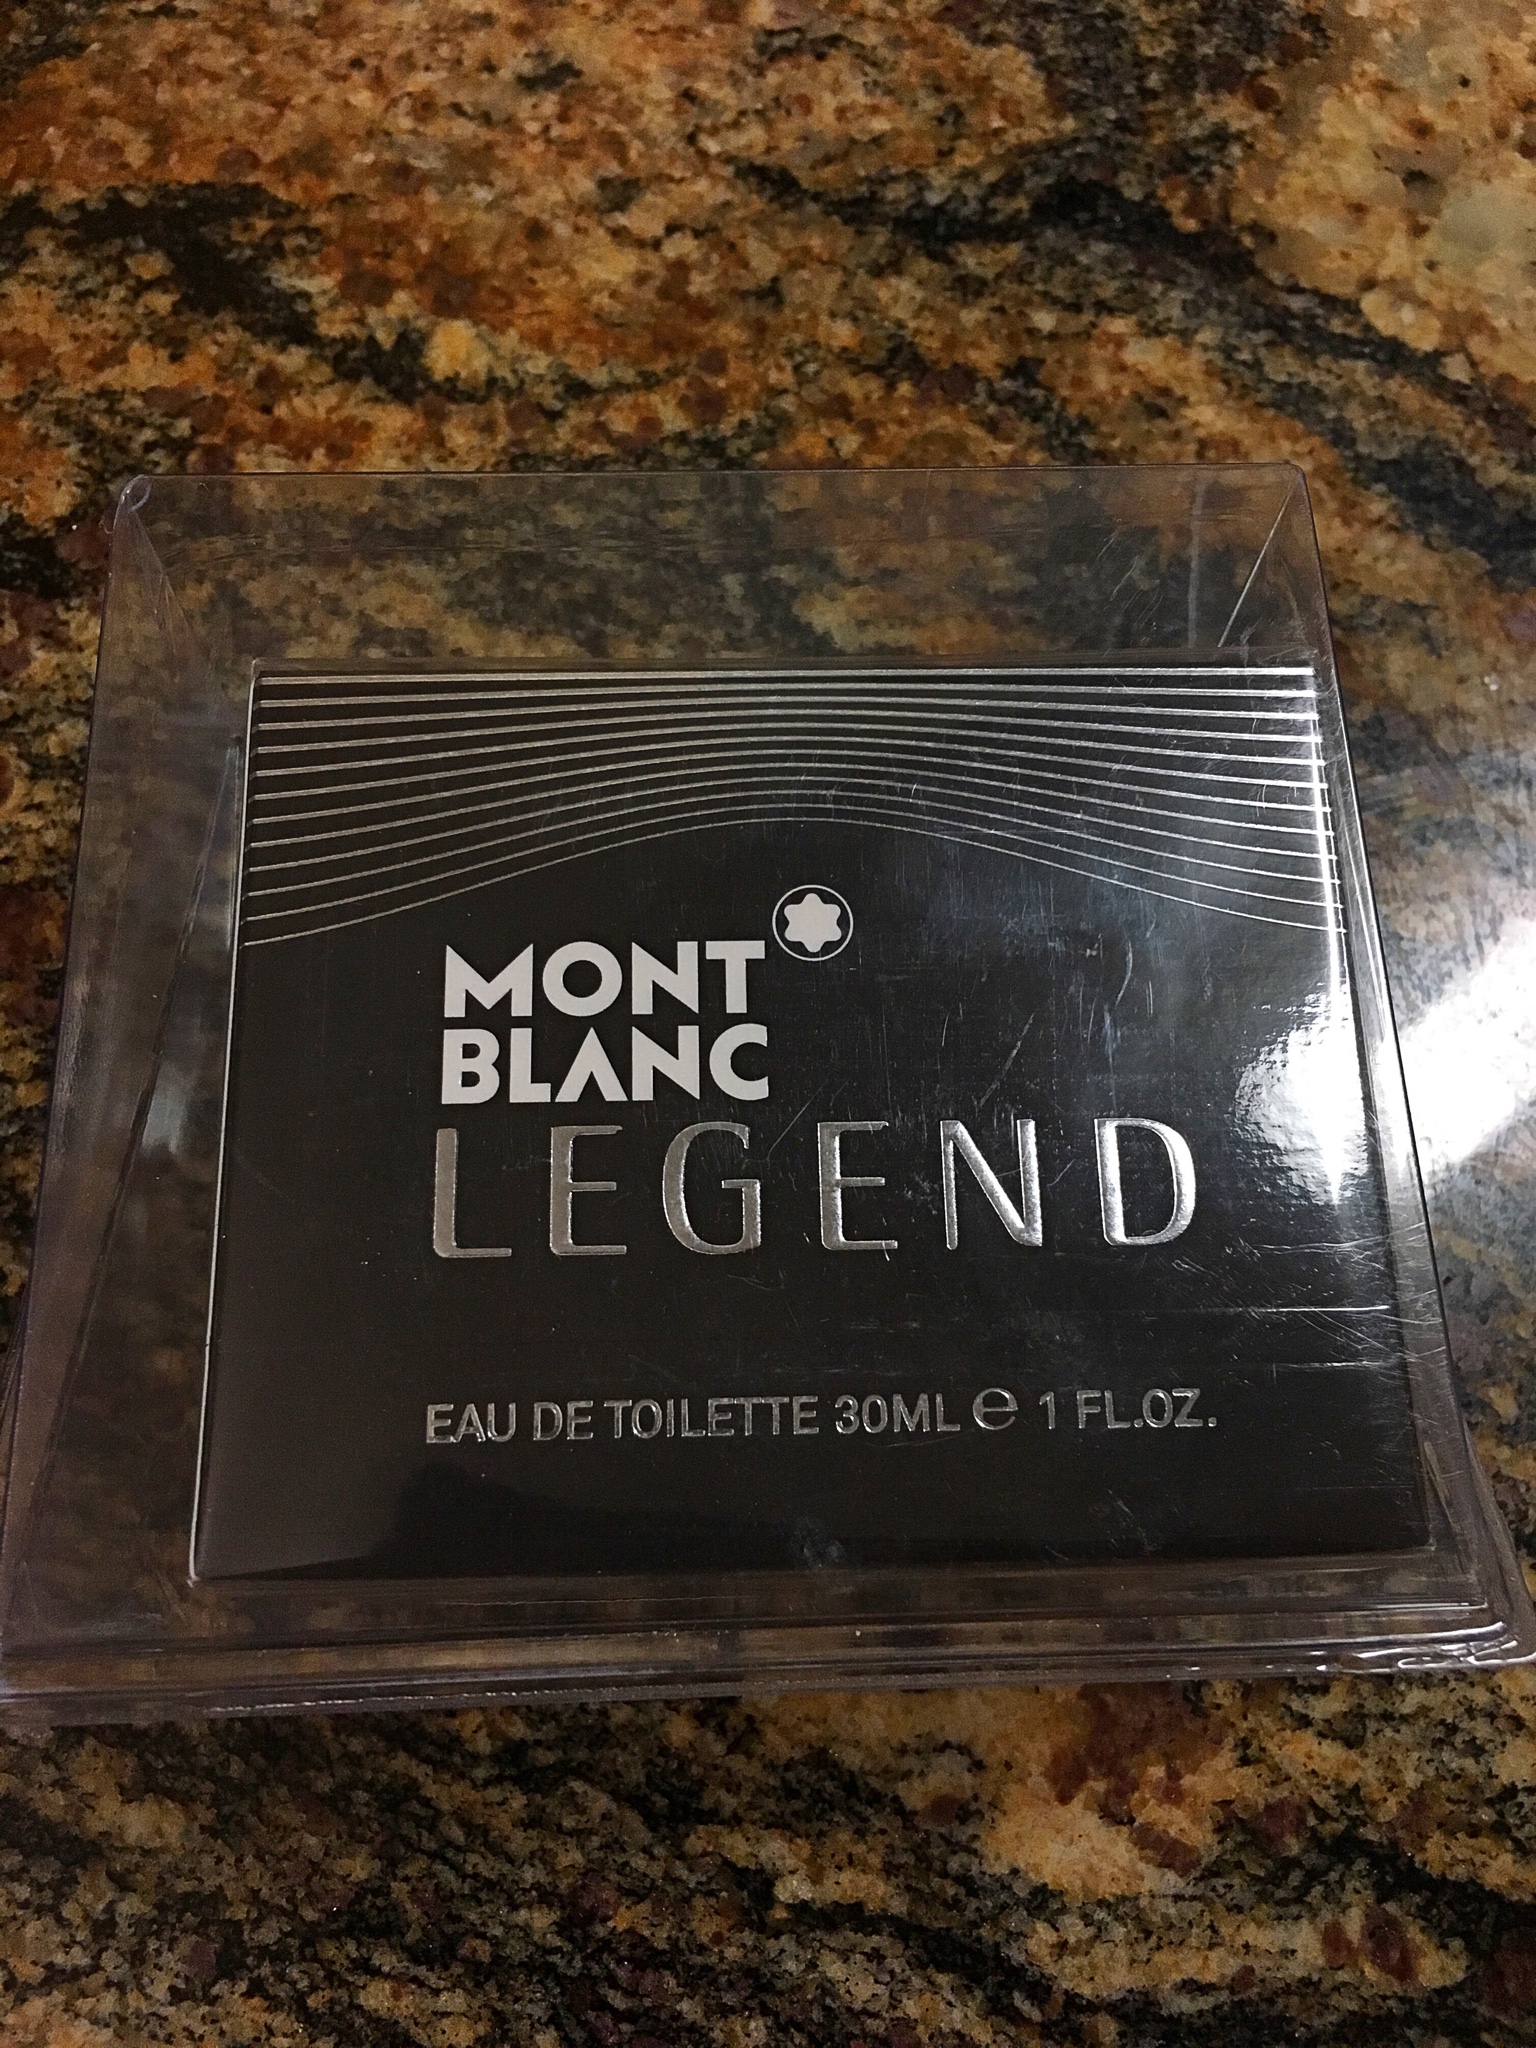 MONT
BLANC
LEGEND
EAU DE TOILETTE 30ML ℮ 1 FL.OZ.